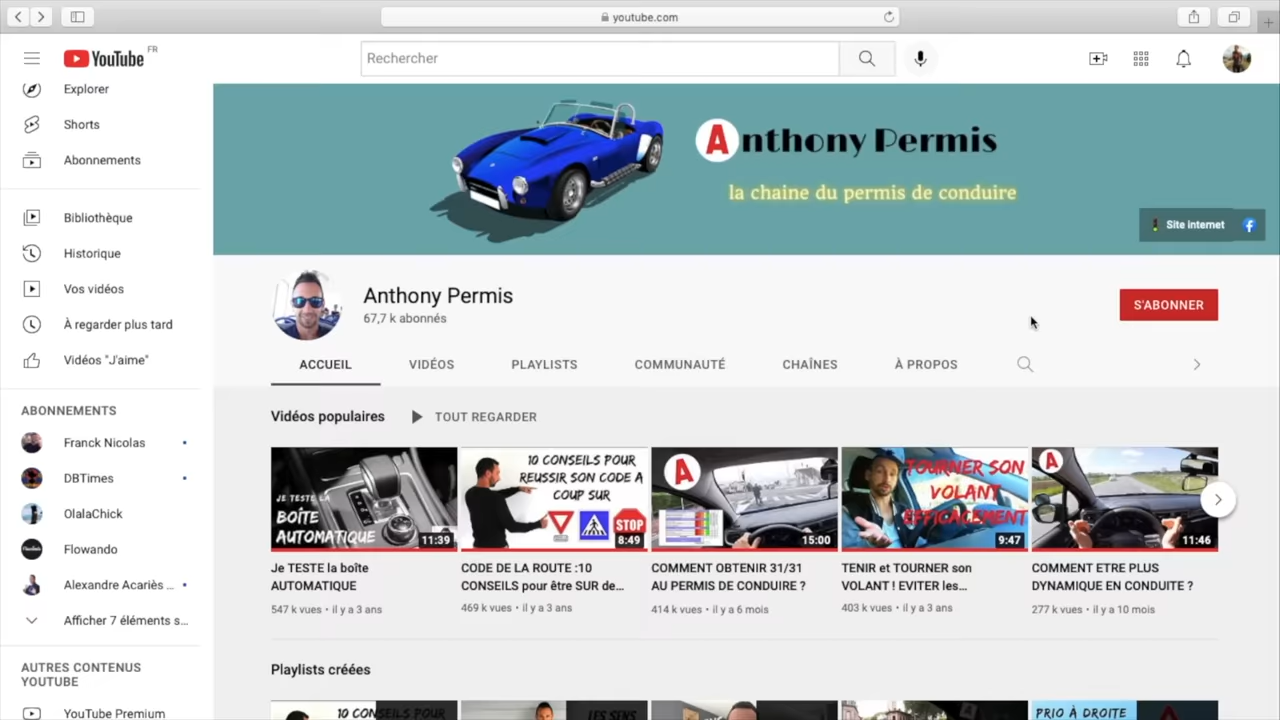 youtube.com
YouTube FR
Rechercher
Explorer
Shorts
Abonnements
Bibliothèque
Historique
Vos vidéos
À regarder plus tard
Vidéos "J'aime"
ABONNEMENTS
Franck Nicolas
DBTimes
OlalaChick
Flowando
Alexandre Acariès ...
Afficher 7 éléments s...
AUTRES CONTENUS
YOUTUBE
YouTube Premium
Anthony Permis
la chaine du permis de conduire
Site internet
Anthony Permis
67,7 k abonnés
S'ABONNER
ACCUEIL VIDÉOS PLAYLISTS COMMUNAUTÉ CHAÎNES À PROPOS
Vidéos populaires TOUT REGARDER
JE TESTE LA
BOÎTE
AUTOMATIQUE
11:39
10 CONSEILS POUR
REUSSIR SON CODE A
COUP SUR
STOP
8:49
A
15:00
TOURNER SON
VOLANT
EFFICACEMENT
9:47
A
11:46
Je TESTE la boîte
AUTOMATIQUE
547 k vues • il y a 3 ans
CODE DE LA ROUTE :10
CONSEILS pour être SUR de...
469 k vues • il y a 3 ans
COMMENT OBTENIR 31/31
AU PERMIS DE CONDUIRE ?
414 k vues • il y a 6 mois
TENIR et TOURNER son
VOLANT ! EVITER les...
403 k vues • il y a 3 ans
COMMENT ETRE PLUS
DYNAMIQUE EN CONDUITE ?
277 k vues • il y a 10 mois
Playlists créées
10 CONSEILS POUR
LES SENS
PRIO À DROITE